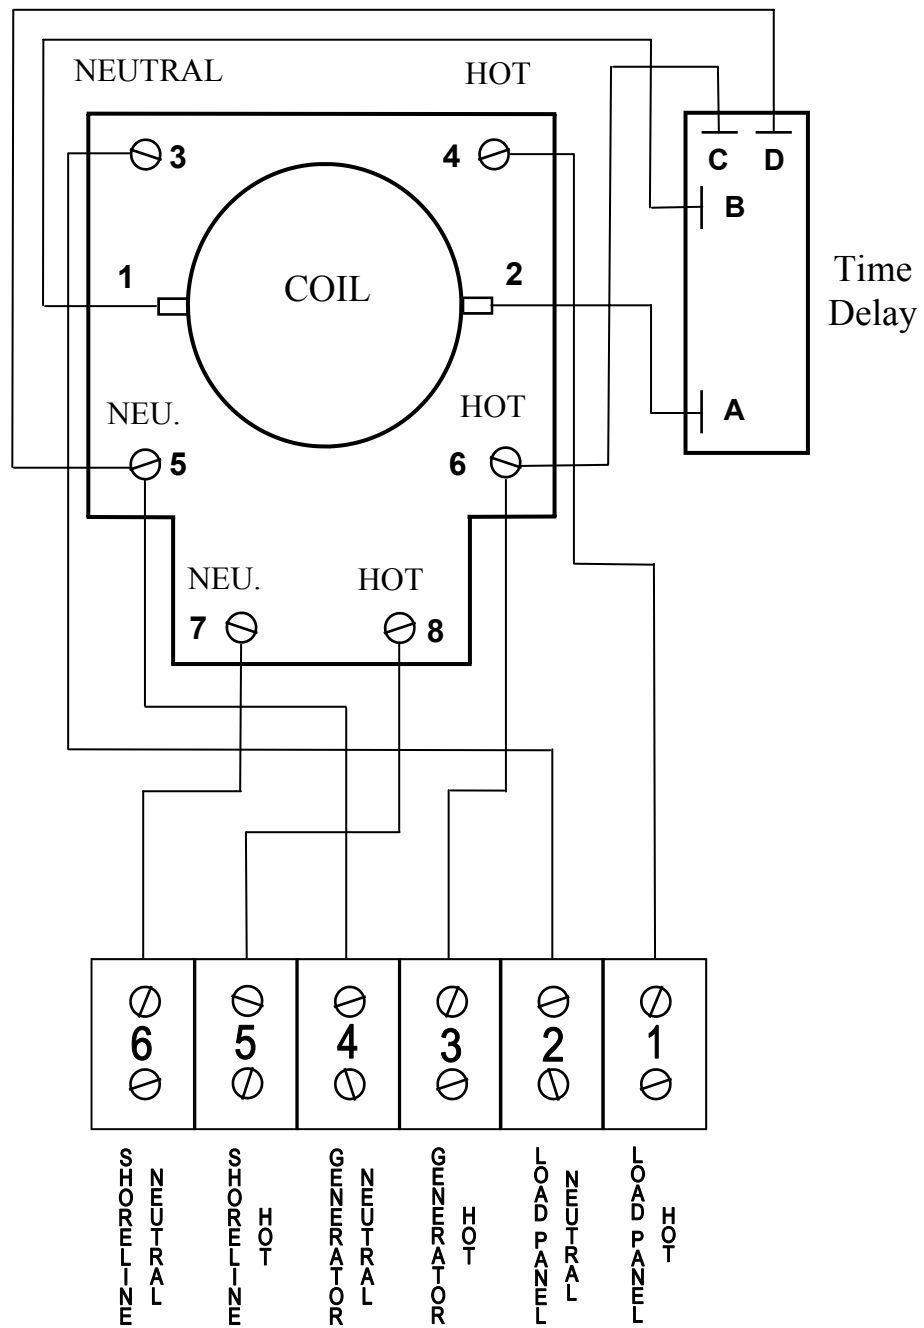 NEUTRAL
HOT
3
4
C
D
B
1
COIL
2
Time
Delay
A
NEU.
HOT
5
6
NEU.
HOT
7
8
6
5
4
3
2
1
SHORELINE
NEUTRAL
SHORELINE
HOT
GENERATOR
NEUTRAL
GENERATOR
HOT
LOAD PANEL
NEUTRAL
LOAD PANEL
HOT